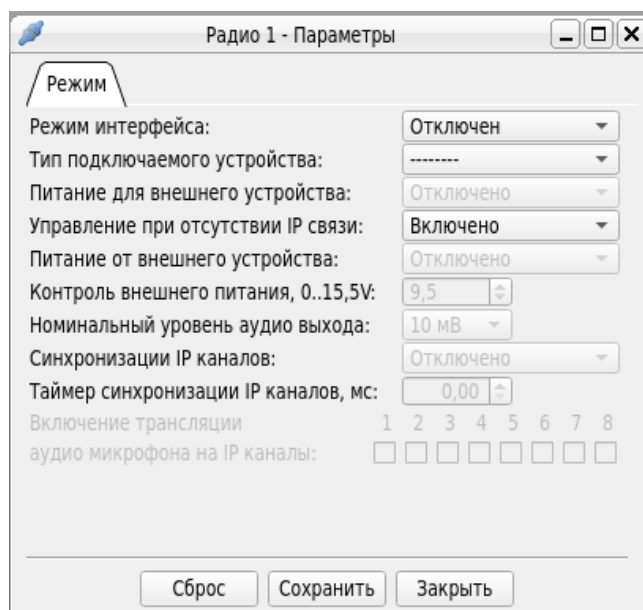 Радио 1 - Параметры
Режим
Режим интерфейса: Отключен
Тип подключаемого устройства: --------
Питание для внешнего устройства: Отключено
Управление при отсутствии IP связи: Включено
Питание от внешнего устройства: Отключено
Контроль внешнего питания, 0..15,5V: 9,5
Номинальный уровень аудио выхода: 10 мВ
Синхронизации IP каналов: Отключено
Таймер синхронизации IP каналов, мс: 0,00
Включение трансляции 1 2 3 4 5 6 7 8
аудио микрофона на IP каналы:
Сброс Сохранить Закрыть